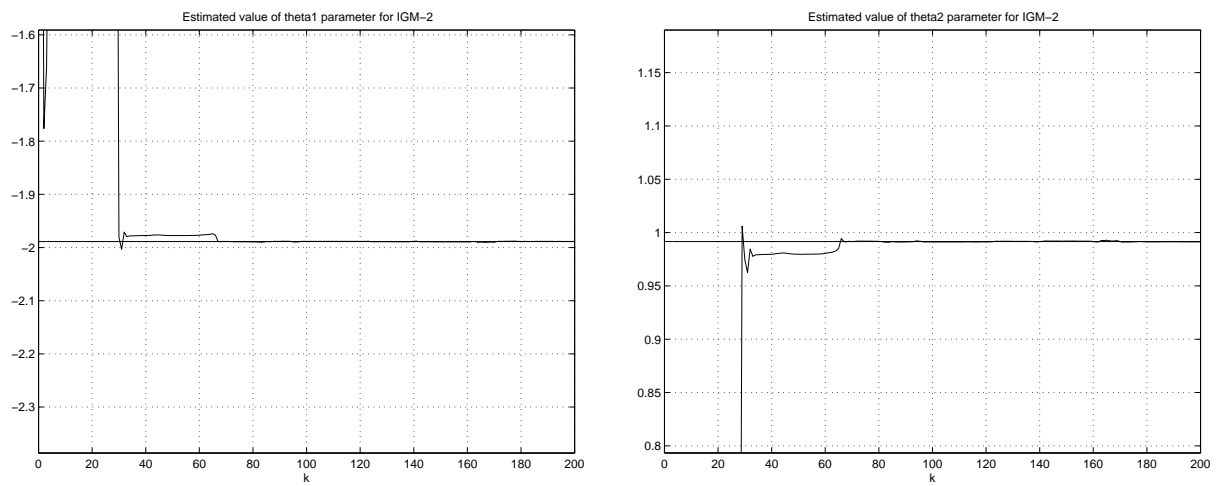 Estimated value of theta1 parameter for IGM−2
−1.6
−1.7
−1.8
−1.9
−2
−2.1
−2.2
−2.3
0 20 40 60 80 100 120 140 160 180 200
k
Estimated value of theta2 parameter for IGM−2
1.15
1.1
1.05
1
0.95
0.9
0.85
0.8
0 20 40 60 80 100 120 140 160 180 200
k